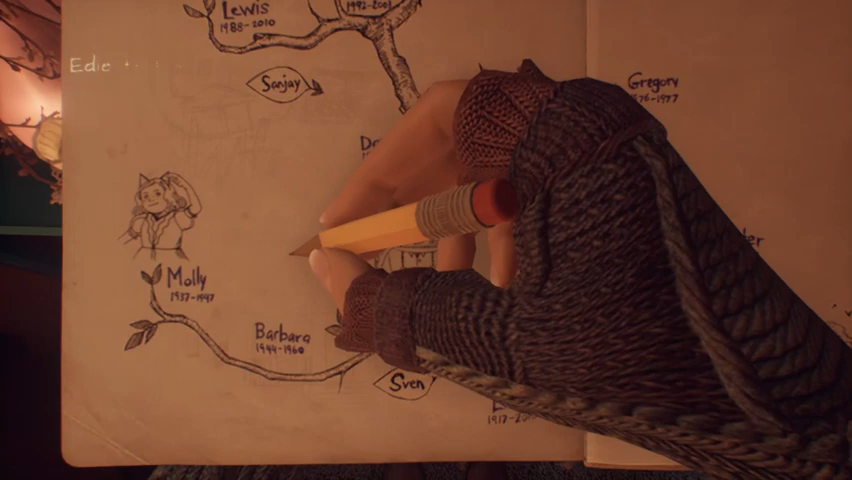 Lewis
1988-2010
1992-2001
Edie
Sanjay
Gregory
1976-1977
Molly
1937-1947
Barbara
1944-1960
Sven